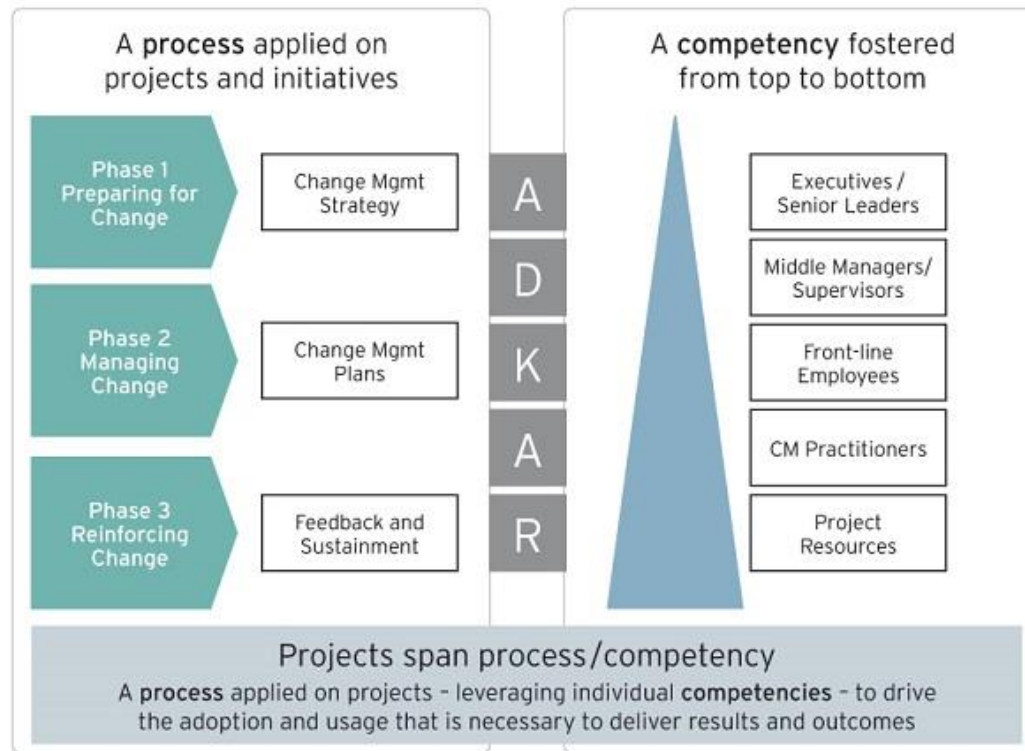 A process applied on
projects and initiatives
Phase 1
Preparing for
Change
Change Mgmt
Strategy
Phase 2
Managing
Change
Change Mgmt
Plans
Phase 3
Reinforcing
Change
Feedback and
Sustainment
A
D
K
A
R
A competency fostered
from top to bottom
Executives /
Senior Leaders
Middle Managers/
Supervisors
Front-line
Employees
CM Practitioners
Project
Resources
Projects span process/competency
A process applied on projects – leveraging individual competencies – to drive
the adoption and usage that is necessary to deliver results and outcomes